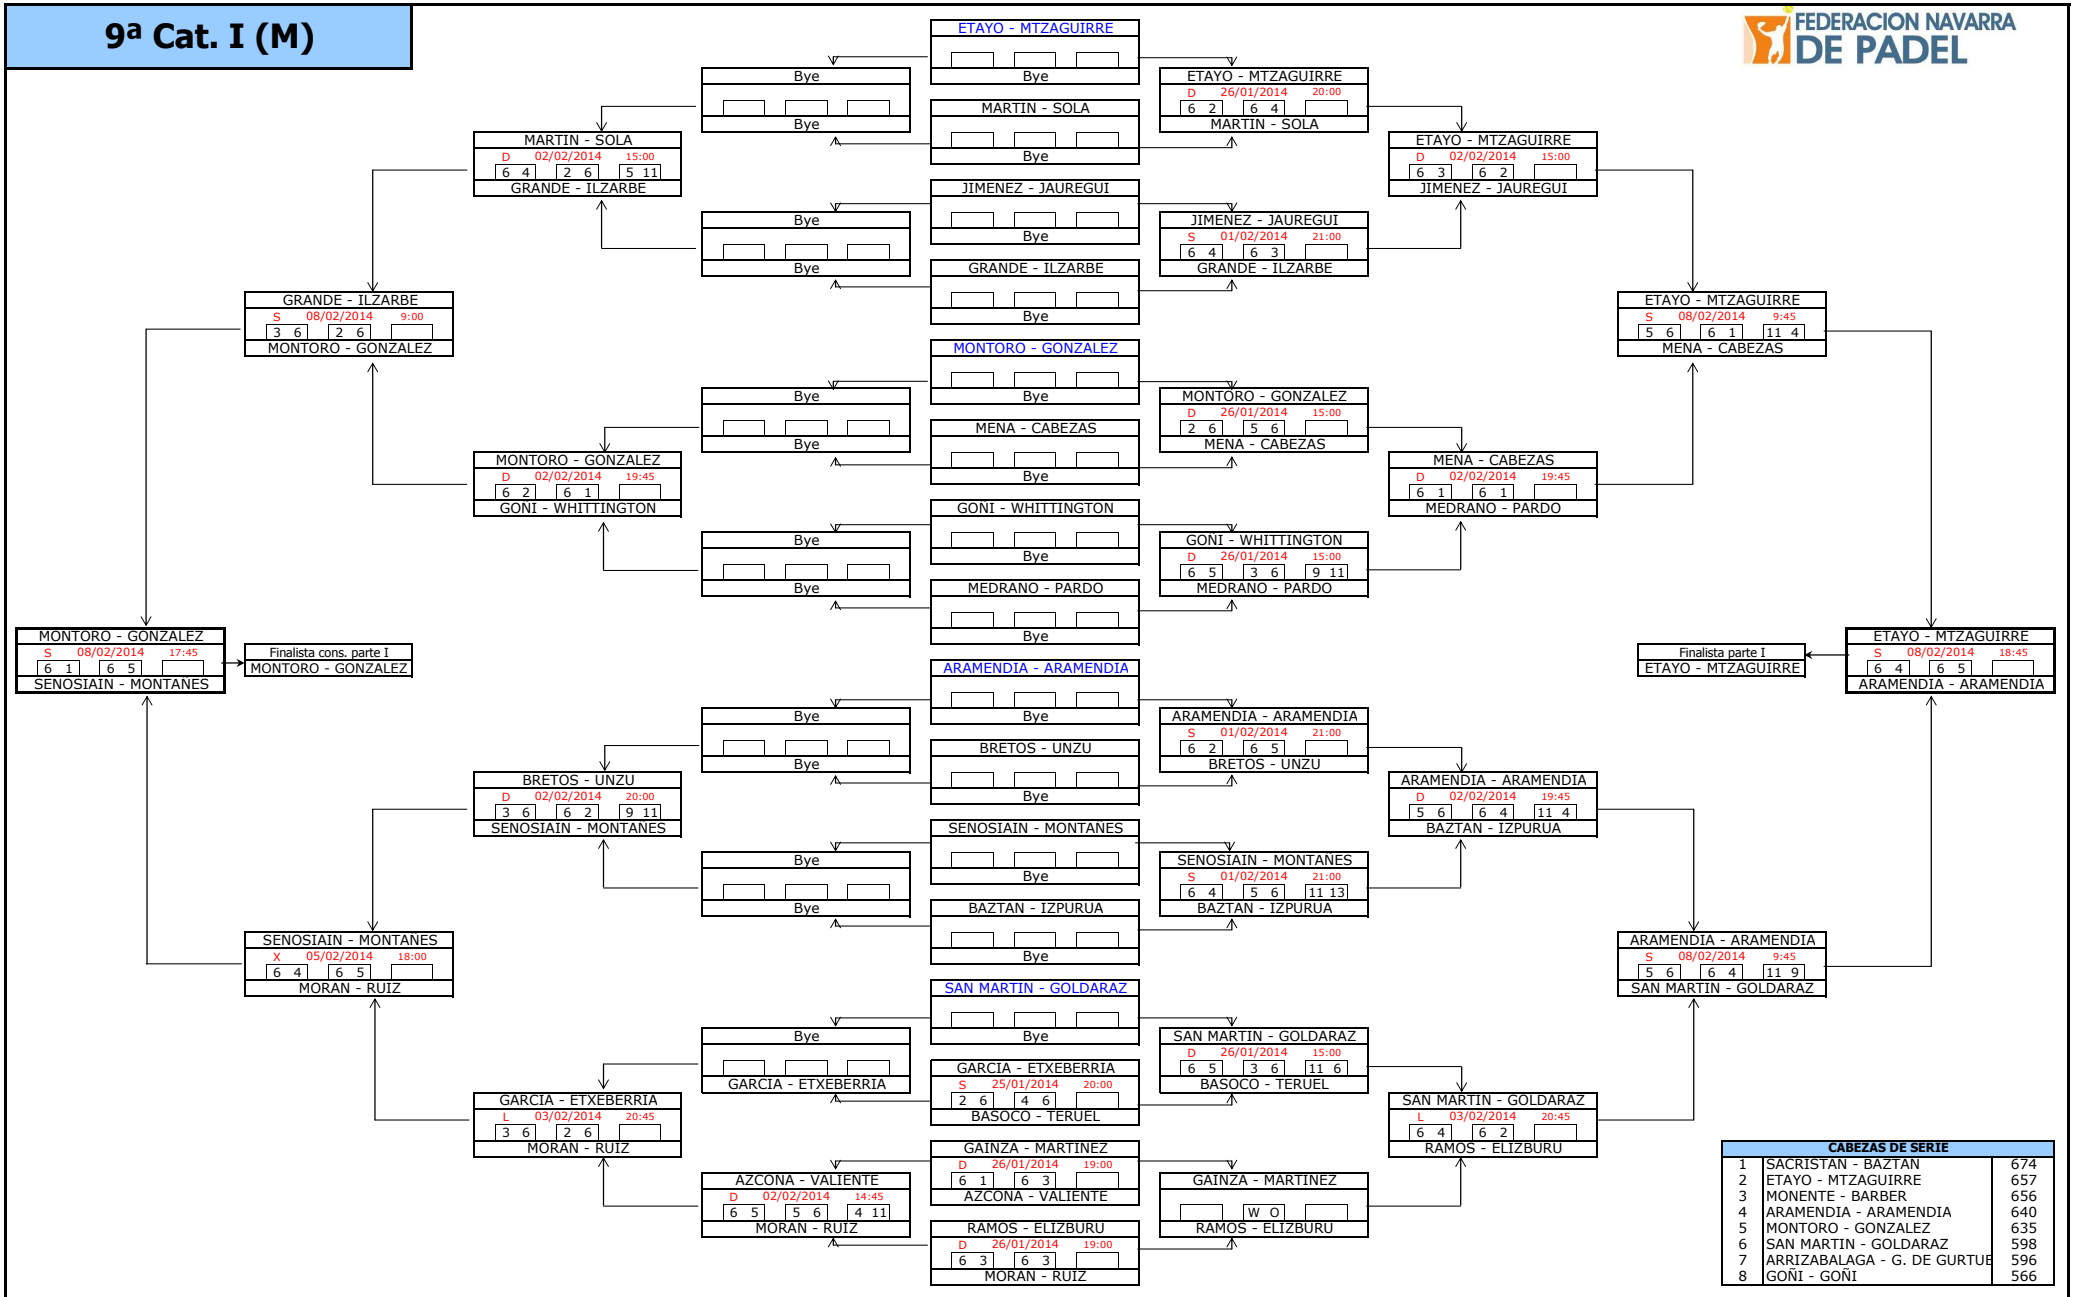 9ª Cat. I (M)
FEDERACION NAVARRA
DE PADEL
MONTORO - GONZALEZ
S 08/02/2014 17:45
6 1 6 5
SENOSIAIN - MONTAÑES
Finalista cons. parte I
MONTORO - GONZALEZ
GRANDE - ILZARBE
S 08/02/2014 9:00
3 6 2 6
MONTORO - GONZALEZ
SENOSIAIN - MONTAÑES
X 05/02/2014 18:00
6 4 6 5
MORAN - RUIZ
MARTIN - SOLA
D 02/02/2014 15:00
6 4 2 6 5 11
GRANDE - ILZARBE
MONTORO - GONZALEZ
D 02/02/2014 19:45
6 2 6 1
GOÑI - WHITTINGTON
BRETOS - UNZU
D 02/02/2014 20:00
3 6 6 2 9 11
SENOSIAIN - MONTAÑES
GARCIA - ETXEBERRIA
L 03/02/2014 20:45
3 6 2 6
MORAN - RUIZ
Bye
Bye
Bye
Bye
Bye
Bye
Bye
Bye
Bye
Bye
Bye
Bye
Bye
GARCIA - ETXEBERRIA
AZCONA - VALIENTE
D 02/02/2014 14:45
6 5 5 6 4 11
MORAN - RUIZ
ETAYO - MTZAGUIRRE
Bye
MARTIN - SOLA
Bye
JIMENEZ - JAUREGUI
Bye
GRANDE - ILZARBE
Bye
MONTORO - GONZALEZ
Bye
MENA - CABEZAS
Bye
GOÑI - WHITTINGTON
Bye
MEDRANO - PARDO
Bye
ARAMENDIA - ARAMENDIA
Bye
BRETOS - UNZU
Bye
SENOSIAIN - MONTAÑES
Bye
BAZTAN - IZPURUA
Bye
SAN MARTIN - GOLDARAZ
Bye
GARCIA - ETXEBERRIA
S 25/01/2014 20:00
2 6 4 6
BASOCO - TERUEL
GAINZA - MARTINEZ
D 26/01/2014 19:00
6 1 6 3
AZCONA - VALIENTE
RAMOS - ELIZBURU
D 26/01/2014 19:00
6 3 6 3
MORAN - RUIZ
ETAYO - MTZAGUIRRE
D 26/01/2014 20:00
6 2 6 4
MARTIN - SOLA
JIMENEZ - JAUREGUI
S 01/02/2014 21:00
6 4 6 3
GRANDE - ILZARBE
MONTORO - GONZALEZ
D 26/01/2014 15:00
2 6 5 6
MENA - CABEZAS
GOÑI - WHITTINGTON
D 26/01/2014 15:00
6 5 3 6 9 11
MEDRANO - PARDO
ARAMENDIA - ARAMENDIA
S 01/02/2014 21:00
6 2 6 5
BRETOS - UNZU
SENOSIAIN - MONTAÑES
S 01/02/2014 21:00
6 4 5 6 11 13
BAZTAN - IZPURUA
SAN MARTIN - GOLDARAZ
D 26/01/2014 15:00
6 5 3 6 11 6
BASOCO - TERUEL
GAINZA - MARTINEZ
W O
RAMOS - ELIZBURU
ETAYO - MTZAGUIRRE
D 02/02/2014 15:00
6 3 6 2
JIMENEZ - JAUREGUI
MENA - CABEZAS
D 02/02/2014 19:45
6 1 6 1
MEDRANO - PARDO
ARAMENDIA - ARAMENDIA
D 02/02/2014 19:45
5 6 6 4 11 4
BAZTAN - IZPURUA
SAN MARTIN - GOLDARAZ
L 03/02/2014 20:45
6 4 6 2
RAMOS - ELIZBURU
ETAYO - MTZAGUIRRE
S 08/02/2014 9:45
5 6 6 1 11 4
MENA - CABEZAS
ARAMENDIA - ARAMENDIA
S 08/02/2014 9:45
5 6 6 4 11 9
SAN MARTIN - GOLDARAZ
Finalista parte I
ETAYO - MTZAGUIRRE
ETAYO - MTZAGUIRRE
S 08/02/2014 18:45
6 4 6 5
ARAMENDIA - ARAMENDIA
CABEZAS DE SERIE
1 SACRISTAN - BAZTAN 674
2 ETAYO - MTZAGUIRRE 657
3 MONENTE - BARBER 656
4 ARAMENDIA - ARAMENDIA 640
5 MONTORO - GONZALEZ 635
6 SAN MARTIN - GOLDARAZ 598
7 ARRIZABALAGA - G. DE GURTUE 596
8 GOÑI - GOÑI 566